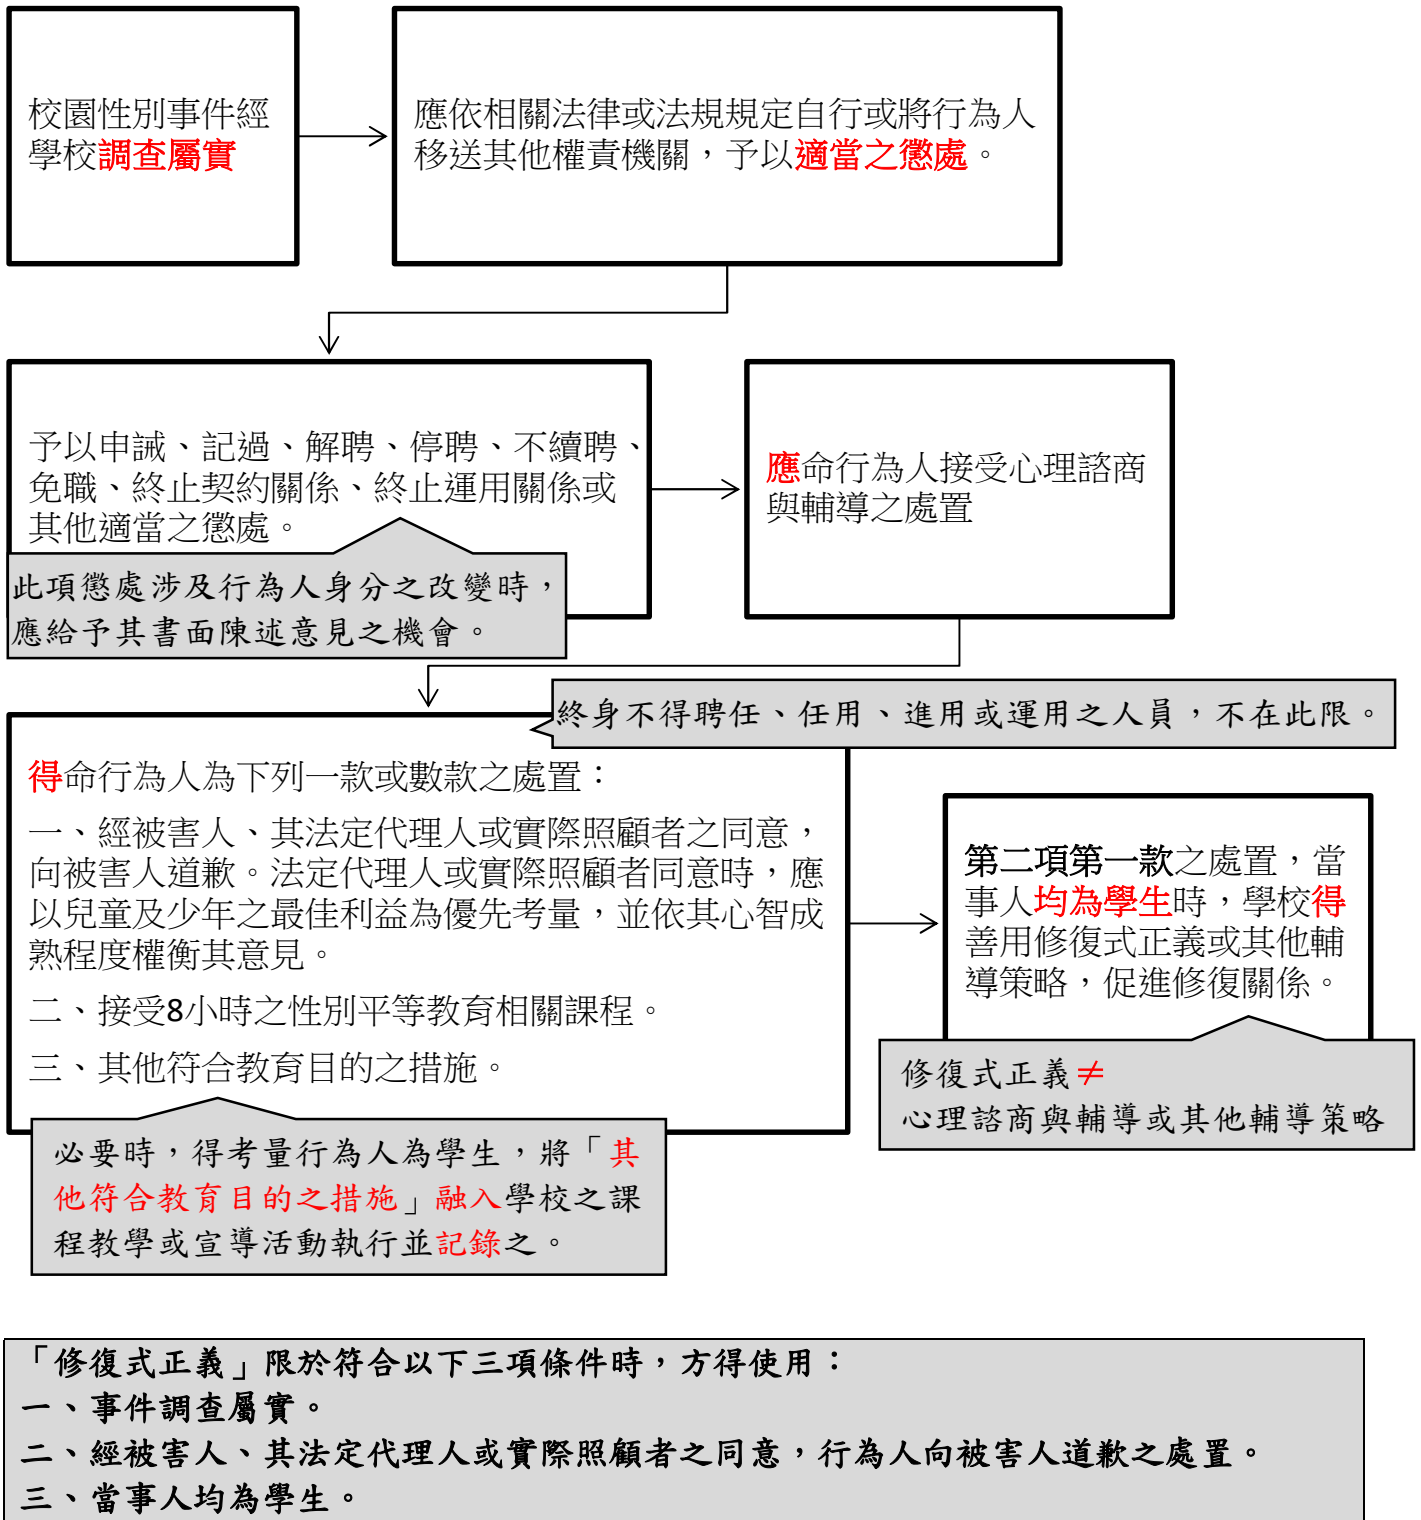 校園性別事件經
學校調查屬實
應依相關法律或法規規定自行或將行為人
移送其他權責機關，予以適當之懲處。
予以申誡、記過、解聘、停聘、不續聘、
免職、終止契約關係、終止運用關係或
其他適當之懲處。
此項懲處涉及行為人身分之改變時，
應給予其書面陳述意見之機會。
應命行為人接受心理諮商
與輔導之處置
終身不得聘任、任用、進用或運用之人員，不在此限。
得命行為人為下列一款或數款之處置：
一、經被害人、其法定代理人或實際照顧者之同意，
向被害人道歉。法定代理人或實際照顧者同意時，應
以兒童及少年之最佳利益為優先考量，並依其心智成
熟程度權衡其意見。
二、接受8小時之性別平等教育相關課程。
三、其他符合教育目的之措施。
必要時，得考量行為人為學生，將「其
他符合教育目的之措施」融入學校之課
程教學或宣導活動執行並記錄之。
第二項第一款之處置，當
事人均為學生時，學校得
善用修復式正義或其他輔
導策略，促進修復關係。
修復式正義≠
心理諮商與輔導或其他輔導策略
「修復式正義」限於符合以下三項條件時，方得使用：
一、事件調查屬實。
二、經被害人、其法定代理人或實際照顧者之同意，行為人向被害人道歉之處置。
三、當事人均為學生。